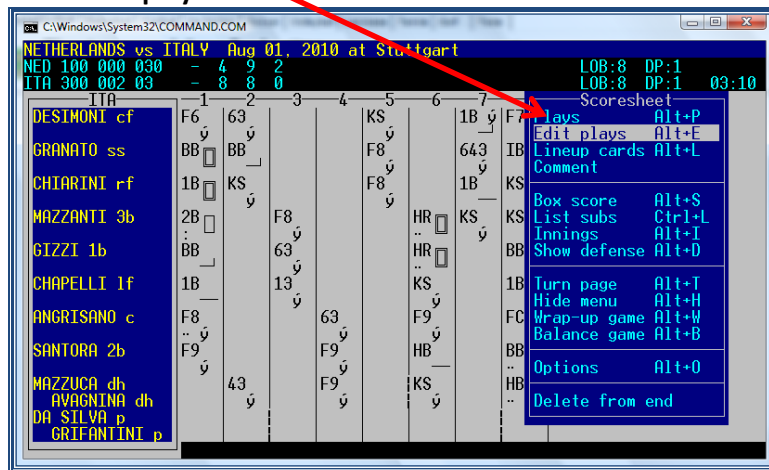 C:\Windows\System32\COMMAND.COM
NETHERLANDS vs ITALY Aug 01, 2010 at Stuttgart
NED 100 000 030 - 4 9 2 LOB:8 DP:1
ITA 300 002 03 - 8 8 0 LOB:8 DP:1 03:10
ITA 1 2 3 4 5 6 7 Scoresheet
DESIMONI cf F6 63 KS 1B F7 Plays Alt+P
ý ý ý ý Edit plays Alt+E
GRANATO ss BB BB F8 643 IB Lineup cards Alt+L
ý ý Comment
CHIARINI rf 1B KS F8 1B KS
ý ý Box score Alt+S
MAZZANTI 3b 2B F8 HR KS KS List subs Ctrl+L
: ý .. ý Innings Alt+I
GIZZI 1b BB 63 HR BB Show defense Alt+D
ý ..
CHAPELLI lf 1B 13 KS 1B Turn page Alt+T
ý ý Hide menu Alt+H
ANGRISANO c F8 63 F9 FC Wrap-up game Alt+W
.. ý ý ý Balance game Alt+B
SANTORA 2b F9 F9 HB BB
ý ý .. Options Alt+O
MAZZUCA dh 43 F9 KS HB
AVAGNINA dh ý ý ý .. Delete from end
DA SILVA p
GRIFANTINI p